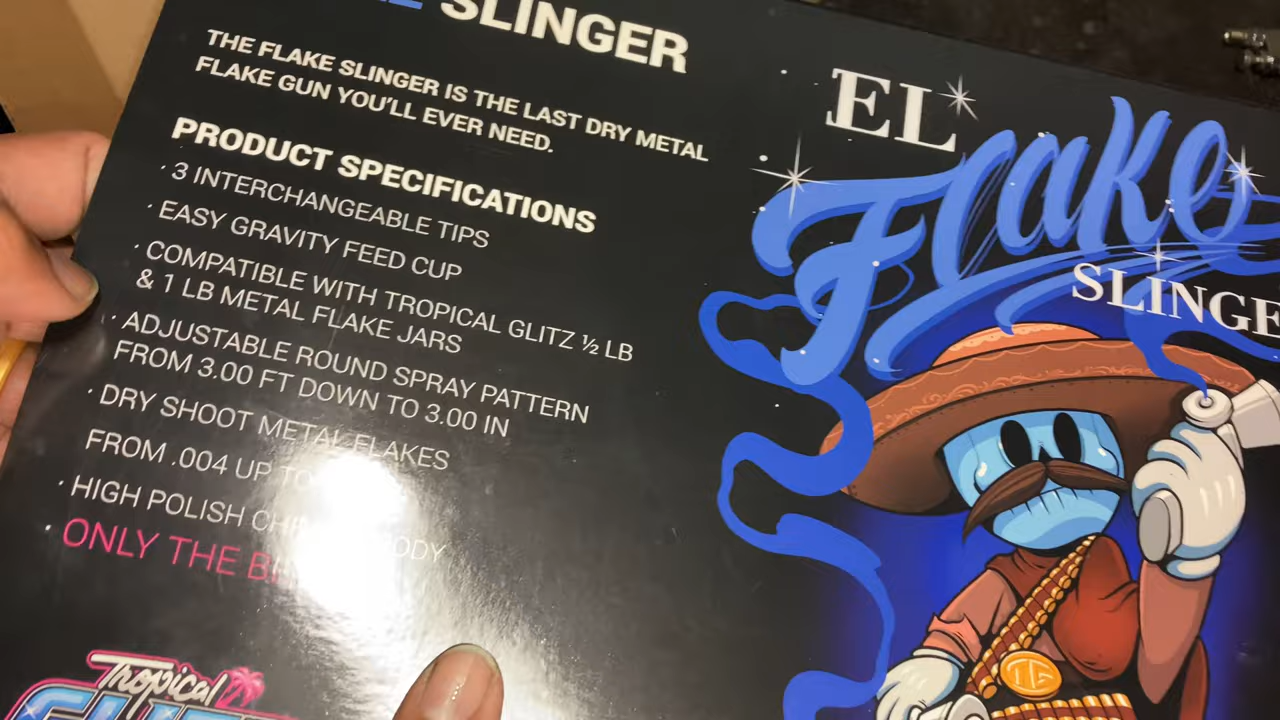 SLINGER
THE FLAKE SLINGER IS THE LAST DRY METAL
FLAKE GUN YOU'LL EVER NEED.
PRODUCT SPECIFICATIONS
· 3 INTERCHANGEABLE TIPS
· EASY GRAVITY FEED CUP
· COMPATIBLE WITH TROPICAL GLITZ ½ LB
& 1 LB METAL FLAKE JARS
· ADJUSTABLE ROUND SPRAY PATTERN
FROM 3.00 FT DOWN TO 3.00 IN
· DRY SHOOT METAL FLAKES
FROM .004 UP TO
· HIGH POLISH BODY
· ONLY THE
Tropical
EL
Flake
SLINGE
TG